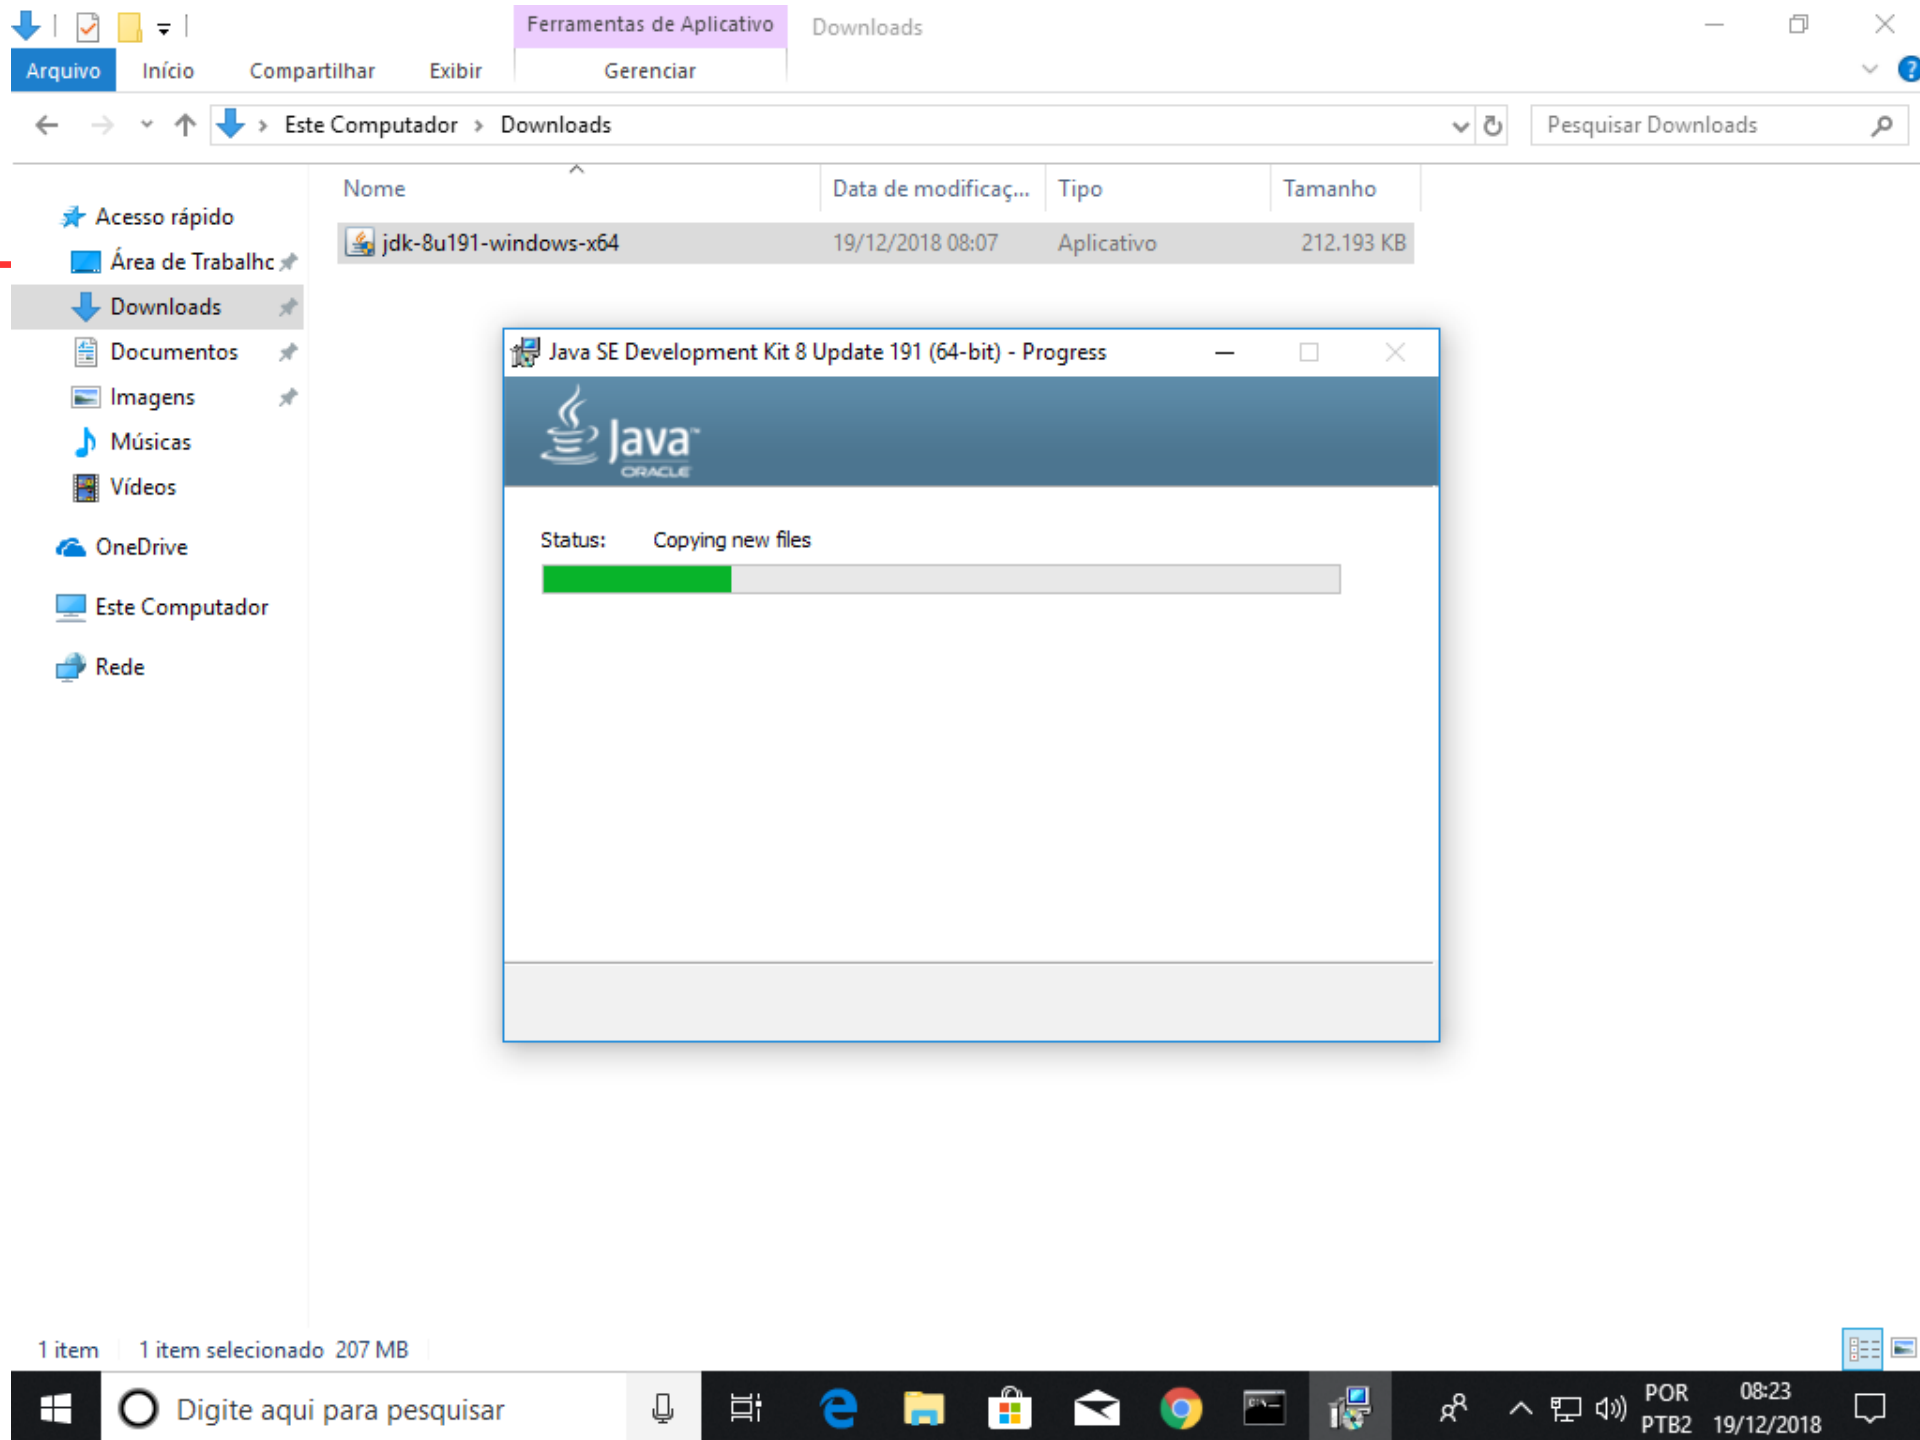 Ferramentas de Aplicativo
Downloads
Arquivo
Início
Compartilhar
Exibir
Gerenciar
?
Este Computador
Downloads
Pesquisar Downloads
Nome
Data de modificaç...
Tipo
Tamanho
Acesso rápido
Área de Trabalhc
Downloads
Documentos
Imagens
Músicas
Vídeos
OneDrive
Este Computador
Rede
jdk-8u191-windows-x64
19/12/2018 08:07
Aplicativo
212.193 KB
Java SE Development Kit 8 Update 191 (64-bit) - Progress
Java™
ORACLE
Status: Copying new files
1 item
1 item selecionado 207 MB
Digite aqui para pesquisar
POR
PTB2
08:23
19/12/2018